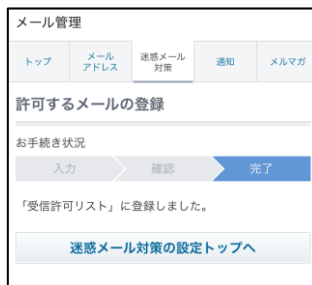 メール管理
トップ
メール
アドレス
迷惑メール
対策
通知
メルマガ
許可するメールの登録
お手続き状況
入力
確認
完了
「受信許可リスト」に登録しました。
迷惑メール対策の設定トップへ